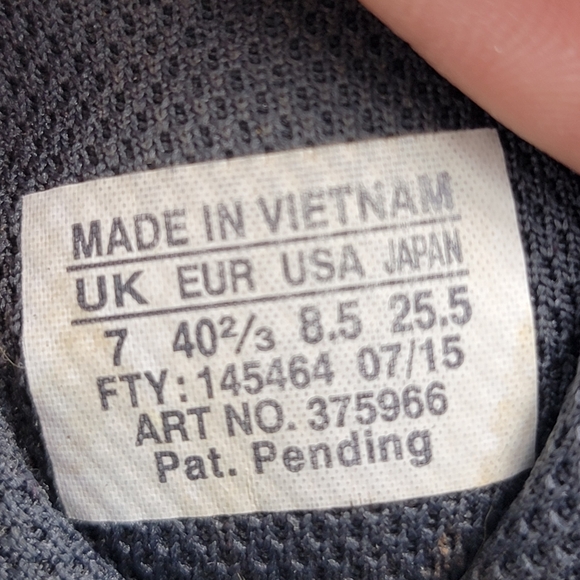 MADE IN VIETNAM
UK EUR USA JAPAN
7 40²/₃ 8.5 25.5
FTY: 145464 07/15
ART NO. 375966
Pat. Pending